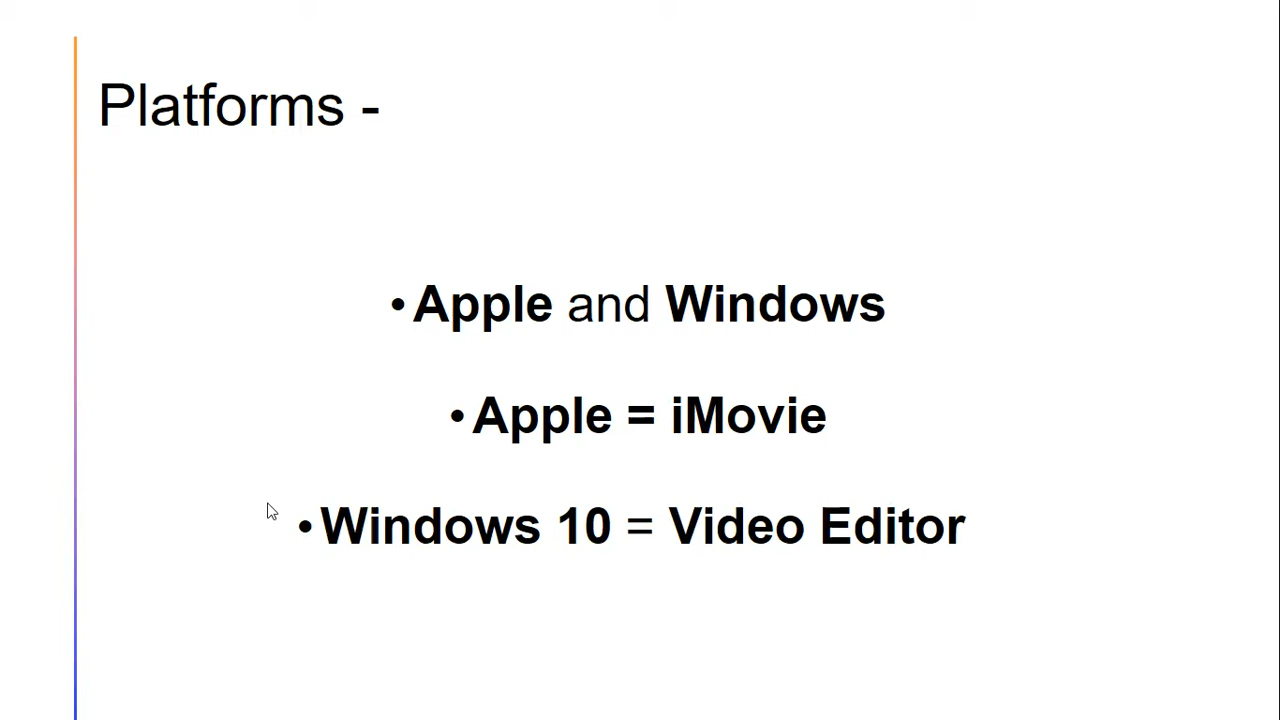 Platforms -
• Apple and Windows
• Apple = iMovie
• Windows 10 = Video Editor